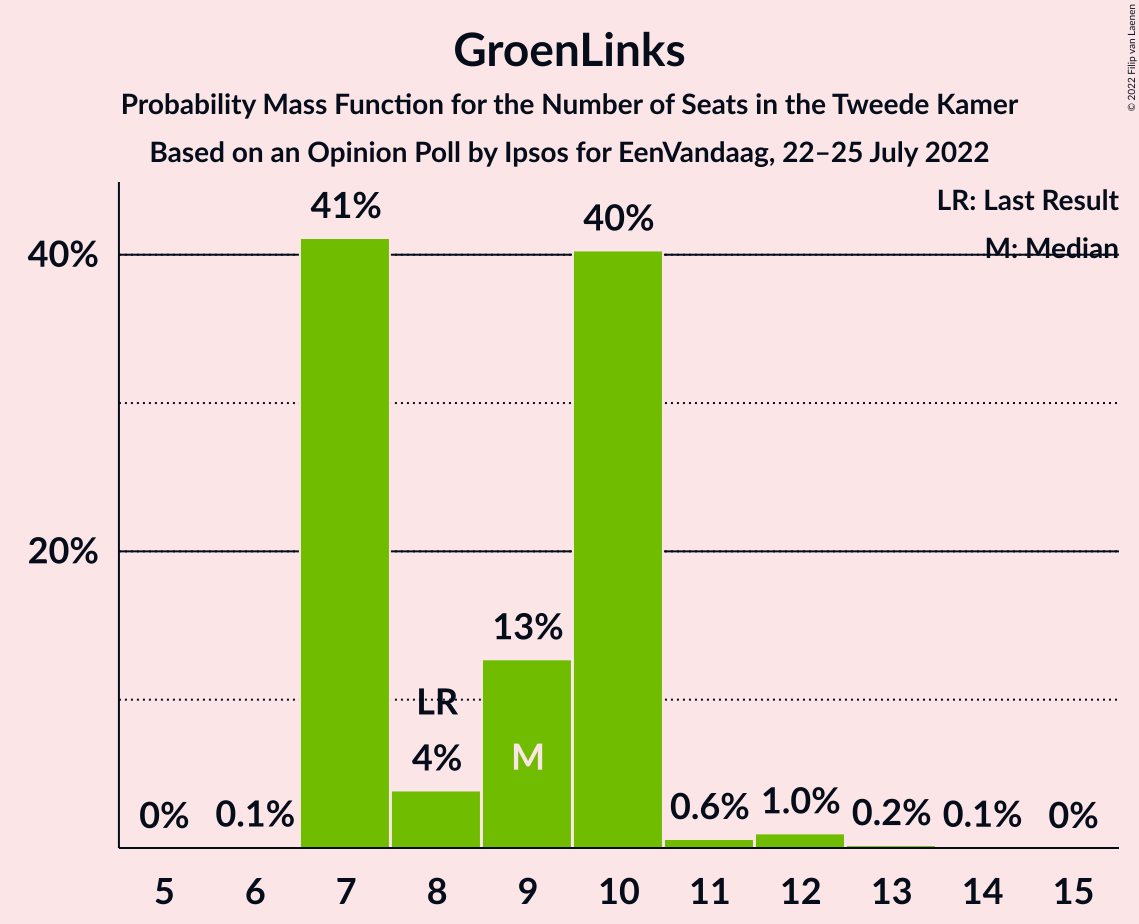 GroenLinks
Probability Mass Function for the Number of Seats in the Tweede Kamer
Based on an Opinion Poll by Ipsos for EenVandaag, 22–25 July 2022
© 2022 Filip van Laenen
LR: Last Result
M: Median
40%
20%
41%
40%
13%
LR
4%
M
0%
0.1%
0.6%
1.0%
0.2%
0.1%
0%
5 6 7 8 9 10 11 12 13 14 15